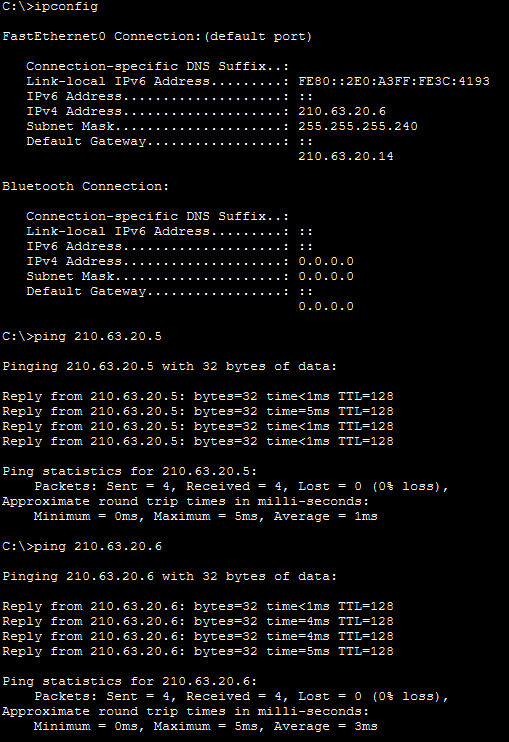 C:\>ipconfig
FastEthernet0 Connection:(default port)
Connection-specific DNS Suffix..:
Link-local IPv6 Address.........: FE80::2E0:A3FF:FE3C:4193
IPv6 Address....................: ::
IPv4 Address....................: 210.63.20.6
Subnet Mask.....................: 255.255.255.240
Default Gateway.................: ::
210.63.20.14
Bluetooth Connection:
Connection-specific DNS Suffix..:
Link-local IPv6 Address.........: ::
IPv6 Address....................: ::
IPv4 Address....................: 0.0.0.0
Subnet Mask.....................: 0.0.0.0
Default Gateway.................: ::
0.0.0.0
C:\>ping 210.63.20.5
Pinging 210.63.20.5 with 32 bytes of data:
Reply from 210.63.20.5: bytes=32 time<1ms TTL=128
Reply from 210.63.20.5: bytes=32 time=5ms TTL=128
Reply from 210.63.20.5: bytes=32 time<1ms TTL=128
Reply from 210.63.20.5: bytes=32 time<1ms TTL=128
Ping statistics for 210.63.20.5:
Packets: Sent = 4, Received = 4, Lost = 0 (0% loss),
Approximate round trip times in milli-seconds:
Minimum = 0ms, Maximum = 5ms, Average = 1ms
C:\>ping 210.63.20.6
Pinging 210.63.20.6 with 32 bytes of data:
Reply from 210.63.20.6: bytes=32 time<1ms TTL=128
Reply from 210.63.20.6: bytes=32 time=4ms TTL=128
Reply from 210.63.20.6: bytes=32 time=4ms TTL=128
Reply from 210.63.20.6: bytes=32 time=5ms TTL=128
Ping statistics for 210.63.20.6:
Packets: Sent = 4, Received = 4, Lost = 0 (0% loss),
Approximate round trip times in milli-seconds:
Minimum = 0ms, Maximum = 5ms, Average = 3ms